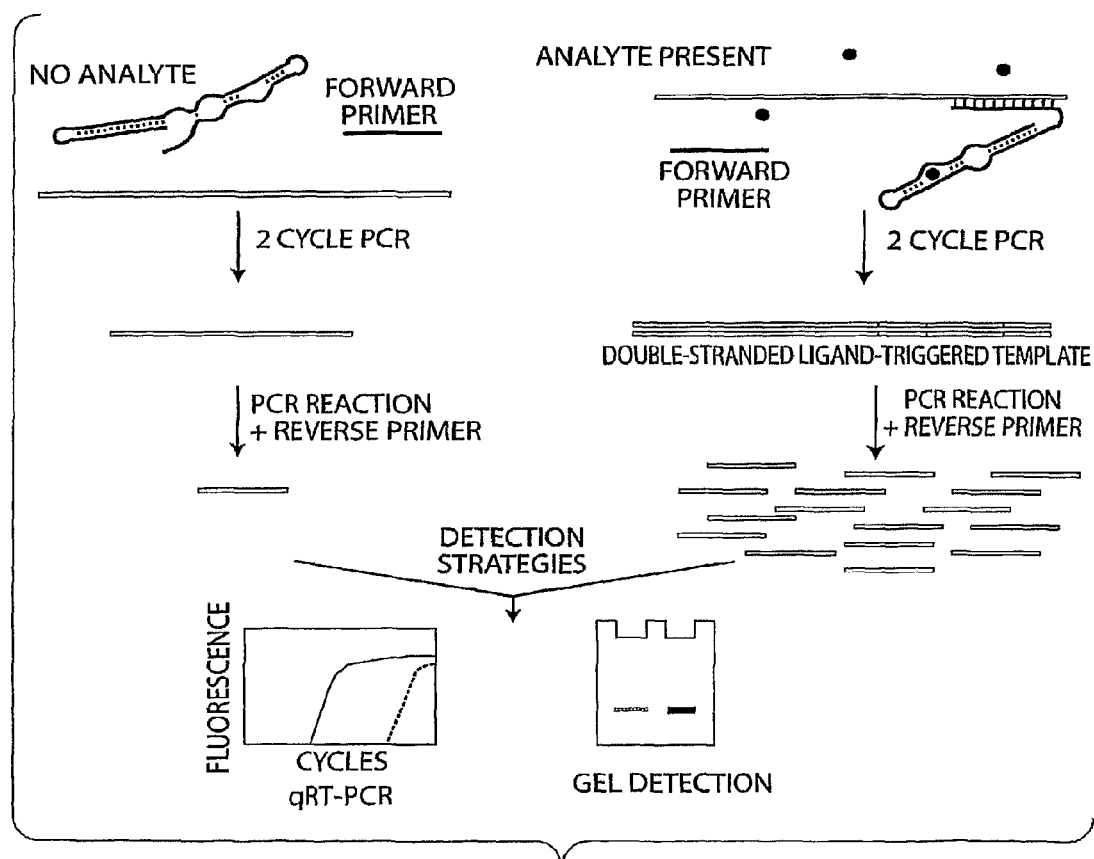 NO ANALYTE
FORWARD
PRIMER
2 CYCLE PCR
PCR REACTION
+ REVERSE PRIMER
ANALYTE PRESENT
FORWARD
PRIMER
2 CYCLE PCR
DOUBLE-STRANDED LIGAND-TRIGGERED TEMPLATE
PCR REACTION
+ REVERSE PRIMER
DETECTION
STRATEGIES
FLUORESCENCE
CYCLES
qRT-PCR
GEL DETECTION